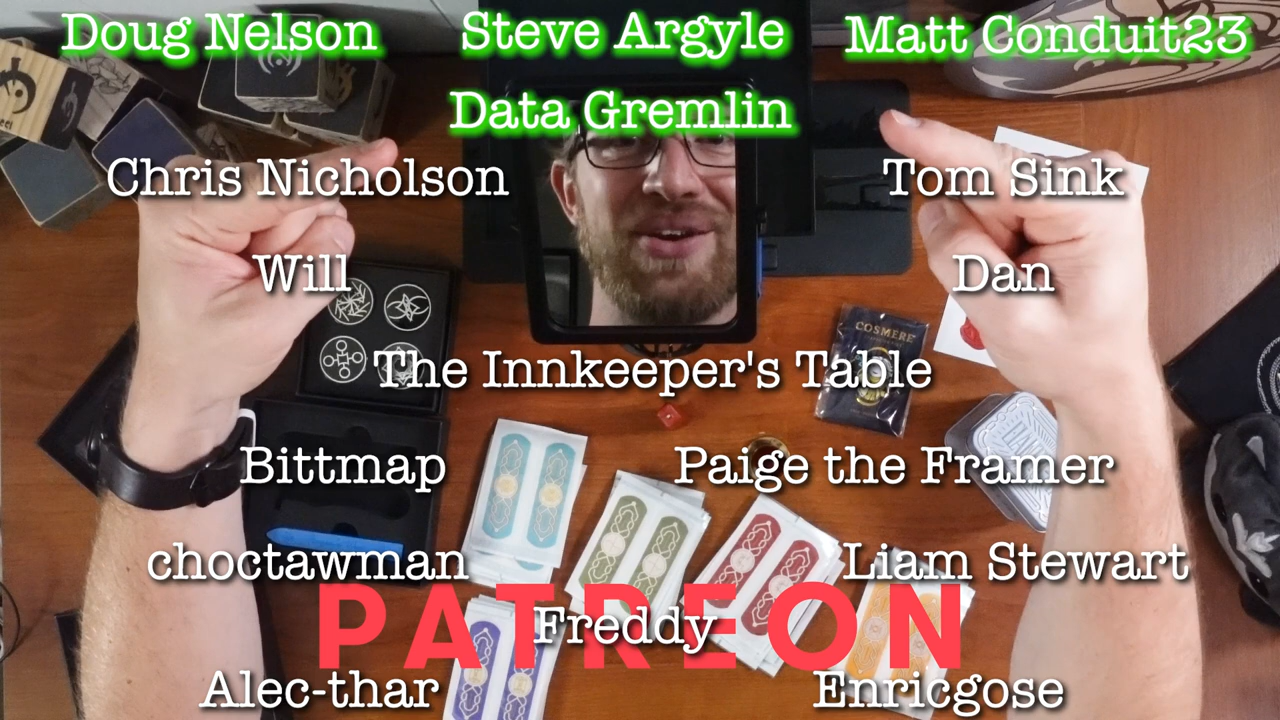 Doug Nelson Steve Argyle Matt Conduit23
Data Gremlin
Chris Nicholson Tom Sink
Will Dan
COSMERE
The Innkeeper's Table
Bittmap Paige the Framer
choctawman Liam Stewart
PATREON
Freddy
Alec-thar Enricgose